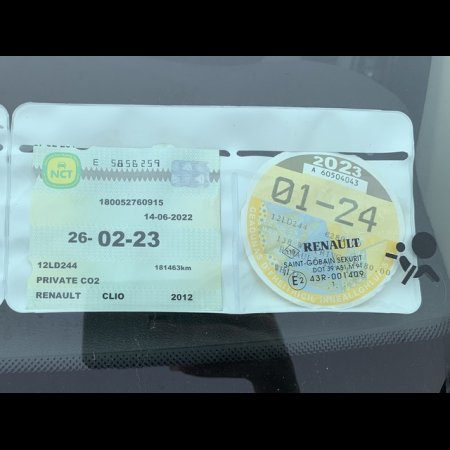 NCT
E 5856259
180052760915
14-06-2022
26- 02-23
12LD244
181463km
PRIVATE CO2
RENAULT CLIO 2012
2023
A 60504043
01-24
12LD244
RENAULT
SAINT-GOBAIN SEKURIT
E2
43R-001409